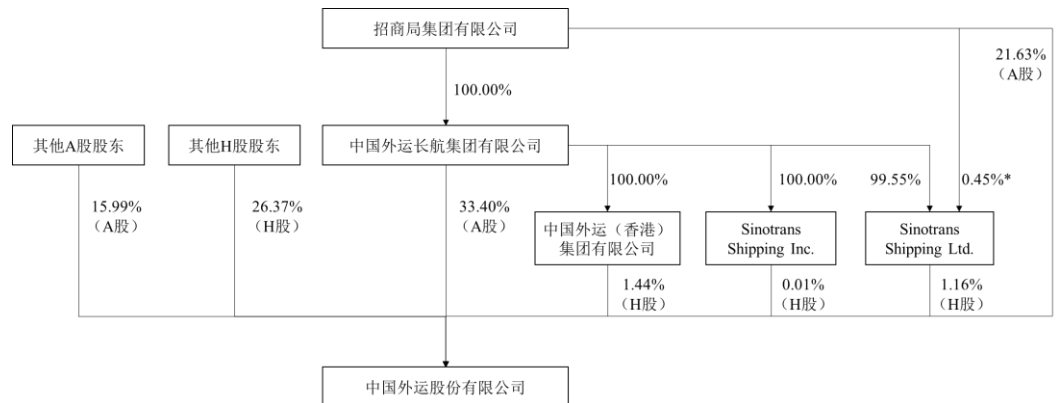 招商局集团有限公司
21.63%
（A股）
100.00%
其他A股股东
其他H股股东
中国外运长航集团有限公司
15.99%
（A股）
26.37%
（H股）
33.40%
（A股）
100.00%
100.00%
99.55%
0.45%*
中国外运（香港）
集团有限公司
Sinotrans
Shipping Inc.
Sinotrans
Shipping Ltd.
1.44%
（H股）
0.01%
（H股）
1.16%
（H股）
中国外运股份有限公司